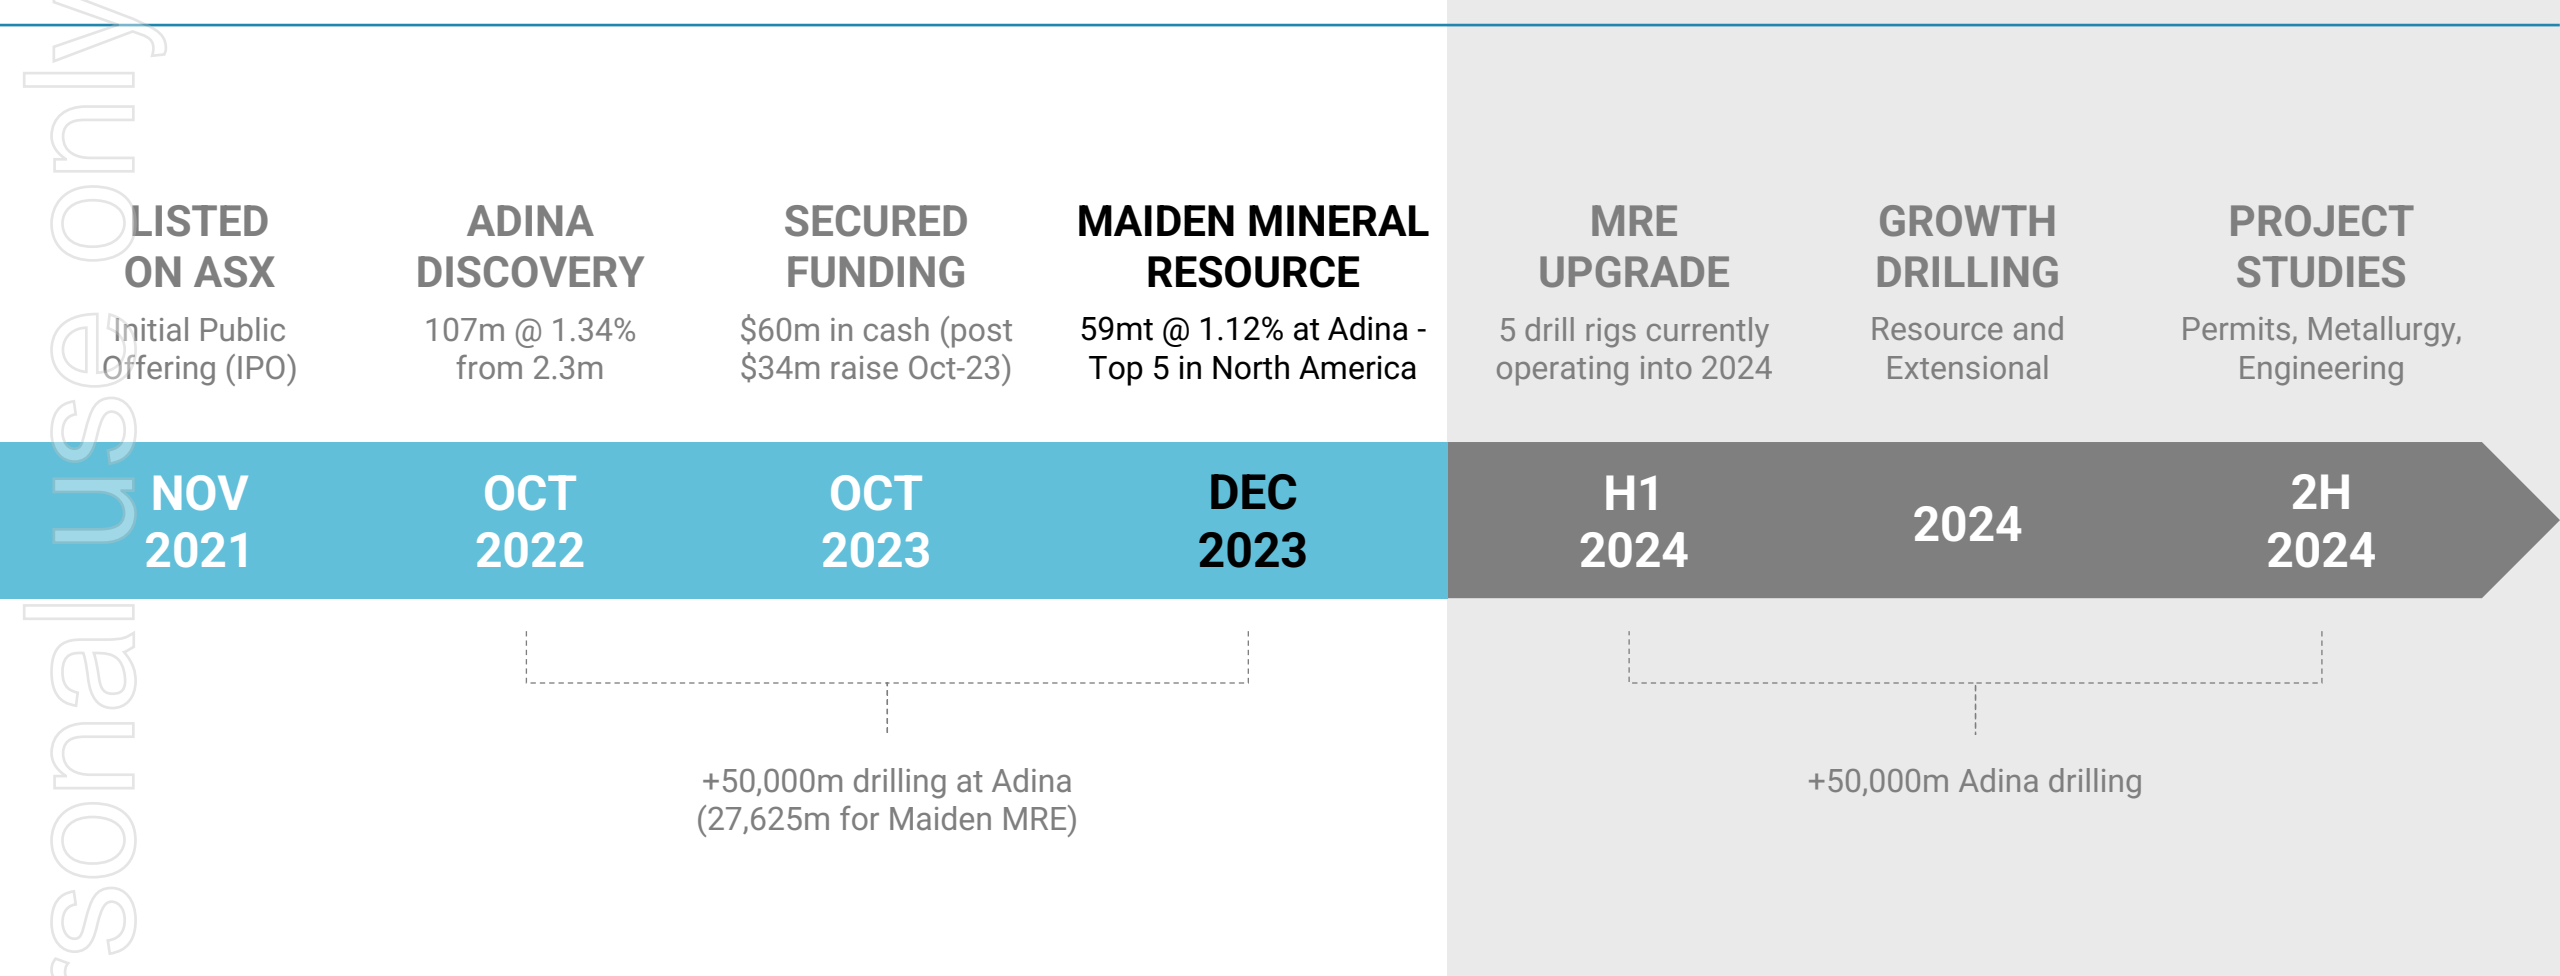 LISTED
ON ASX
Initial Public
Offering (IPO)
ADINA
DISCOVERY
107m @ 1.34%
from 2.3m
SECURED
FUNDING
$60m in cash (post
$34m raise Oct-23)
MAIDEN MINERAL
RESOURCE
59mt @ 1.12% at Adina -
Top 5 in North America
MRE
UPGRADE
5 drill rigs currently
operating into 2024
GROWTH
DRILLING
Resource and
Extensional
PROJECT
STUDIES
Permits, Metallurgy,
Engineering
NOV
2021
OCT
2022
OCT
2023
DEC
2023
H1
2024
2024
2H
2024
+50,000m drilling at Adina
(27,625m for Maiden MRE)
+50,000m Adina drilling
rsonal use only